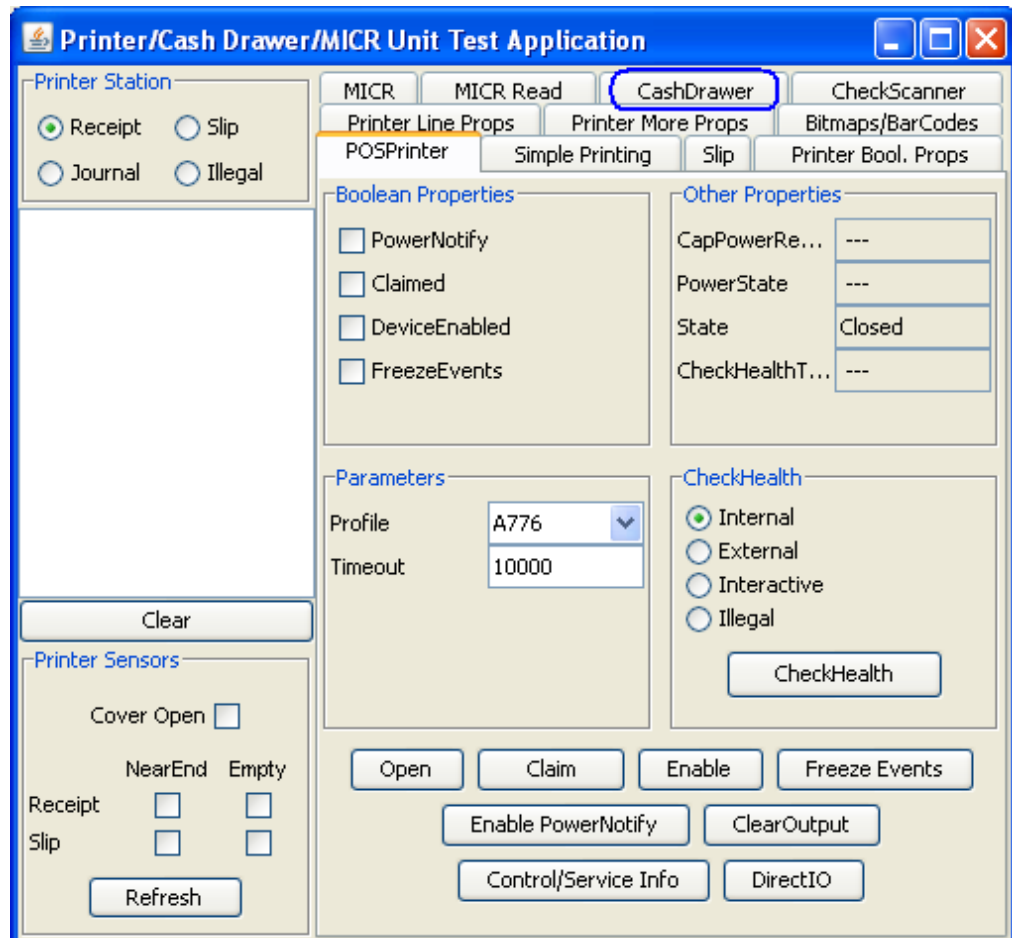 Printer/Cash Drawer/MICR Unit Test Application
Printer Station
Receipt
Slip
Journal
Illegal
MICR
MICR Read
CashDrawer
CheckScanner
Printer Line Props
Printer More Props
Bitmaps/BarCodes
POSPrinter
Simple Printing
Slip
Printer Bool. Props
Boolean Properties
PowerNotify
Claimed
DeviceEnabled
FreezeEvents
Other Properties
CapPowerRe... ---
PowerState ---
State Closed
CheckHealthT... ---
Parameters
Profile A776
Timeout 10000
CheckHealth
Internal
External
Interactive
Illegal
CheckHealth
Clear
Printer Sensors
Cover Open
NearEnd Empty
Receipt
Slip
Refresh
Open
Claim
Enable
Freeze Events
Enable PowerNotify
ClearOutput
Control/Service Info
DirectIO